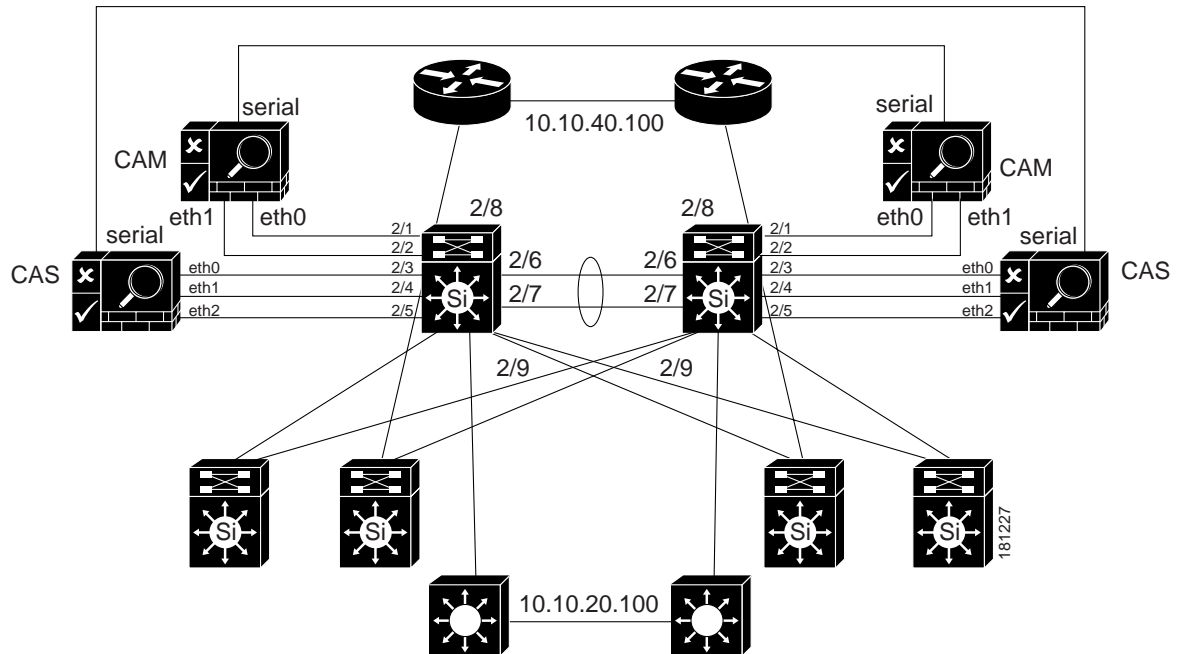 serial
serial
10.10.40.100
CAM
CAM
eth1
eth0
2/8
2/8
eth0
eth1
2/1
2/1
serial
2/2
2/2
serial
CAS
eth0
2/3
2/6
2/6
2/3
eth0
CAS
eth1
2/4
Si
2/7
2/7
Si
2/4
eth1
eth2
2/5
2/5
eth2
2/9
2/9
Si
Si
Si
Si
181227
10.10.20.100